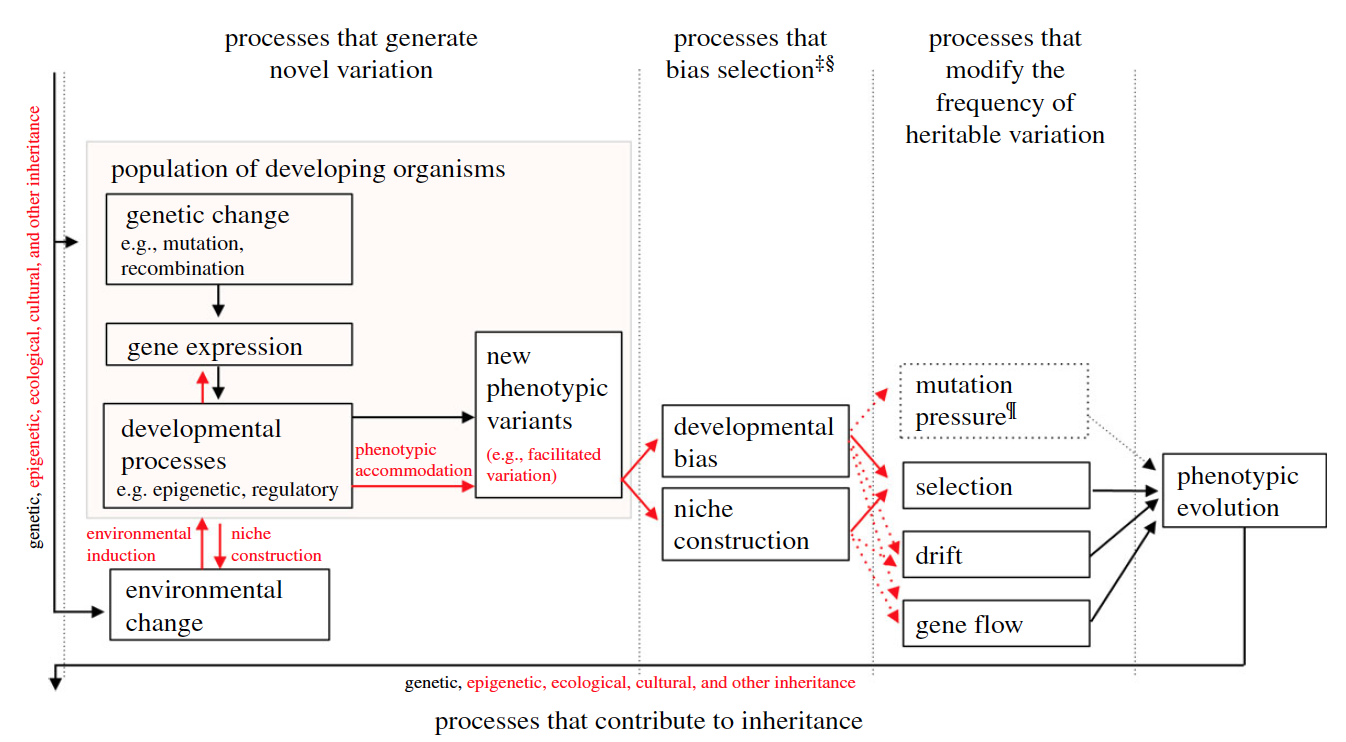 processes that generate
novel variation
processes that
bias selection‡§
processes that
modify the
frequency of
heritable variation
genetic, epigenetic, ecological, cultural, and other inheritance
population of developing organisms
genetic change
e.g., mutation,
recombination
gene expression
developmental
processes
e.g. epigenetic, regulatory
phenotypic
accommodation
new
phenotypic
variants
(e.g., facilitated
variation)
environmental
induction
niche
construction
environmental
change
developmental
bias
niche
construction
mutation
pressure¶
selection
drift
gene flow
phenotypic
evolution
genetic, epigenetic, ecological, cultural, and other inheritance
processes that contribute to inheritance